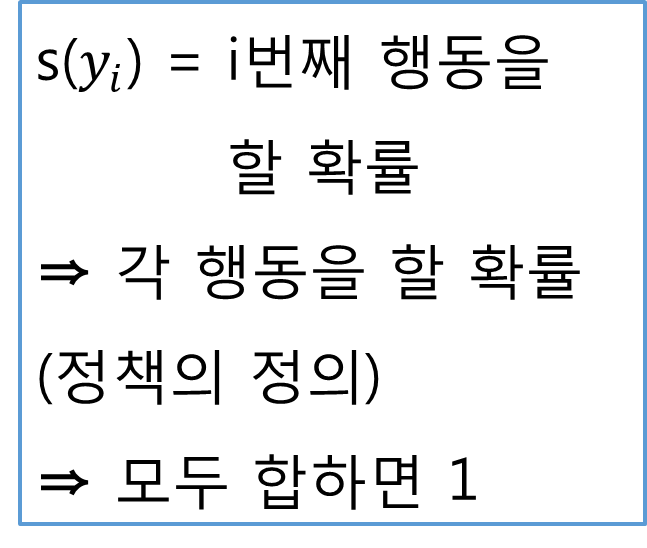 s(yᵢ) = i번째 행동을
할 확률
⇒ 각 행동을 할 확률
(정책의 정의)
⇒ 모두 합하면 1